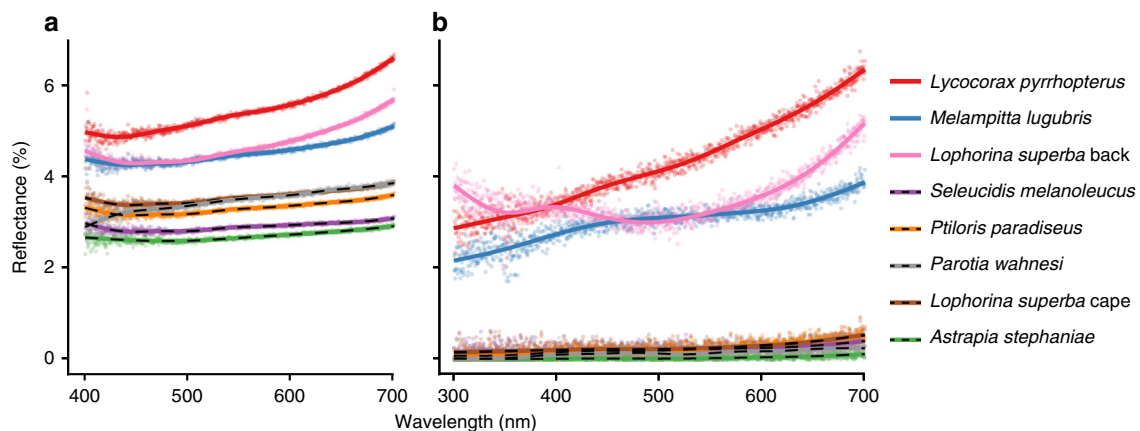 a
b
6
4
2
0
Reflectance (%)
400
500
600
700
300
400
500
600
700
Wavelength (nm)
Lycocorax pyrrhopterus
Melampitta lugubris
Lophorina superba back
Seleucidis melanoleucus
Ptiloris paradiseus
Parotia wahnesi
Lophorina superba cape
Astrapia stephaniae